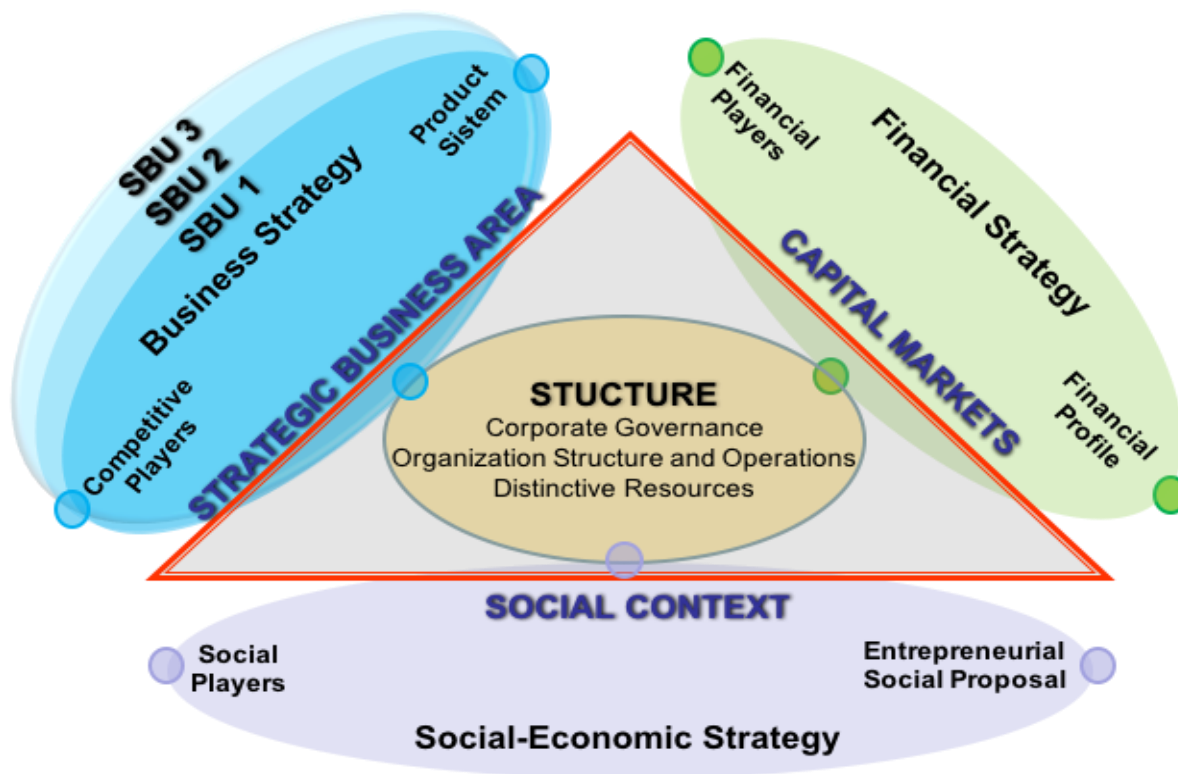 SBU 3
SBU 2
SBU 1
Business Strategy
Product
Sistem
Competitive
Players
STRATEGIC BUSINESS AREA
Financial
Players
Financial Strategy
CAPITAL MARKETS
Financial
Profile
STUCTURE
Corporate Governance
Organization Structure and Operations
Distinctive Resources
SOCIAL CONTEXT
Social
Players
Entrepreneurial
Social Proposal
Social-Economic Strategy